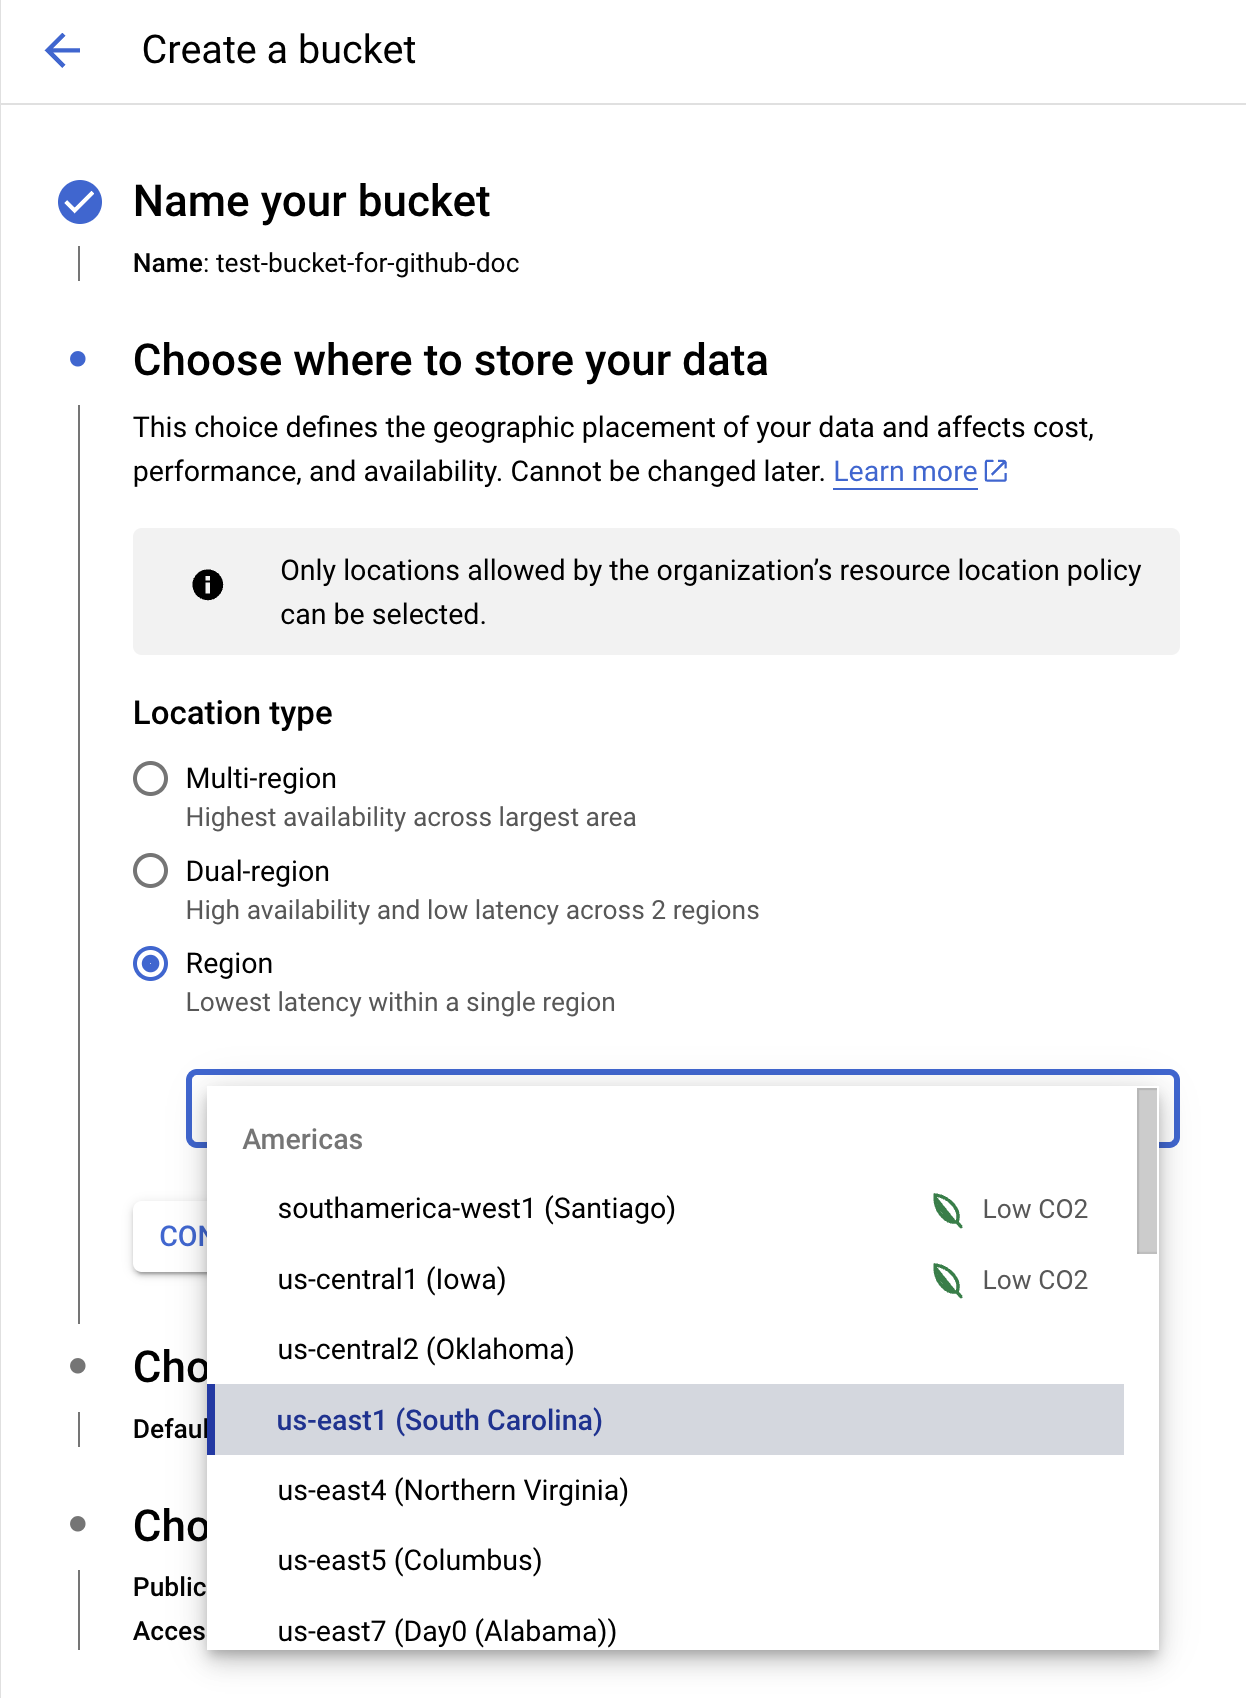 Create a bucket
Name your bucket
Name: test-bucket-for-github-doc
Choose where to store your data
This choice defines the geographic placement of your data and affects cost,
performance, and availability. Cannot be changed later. Learn more
Only locations allowed by the organization’s resource location policy
can be selected.
Location type
Multi-region
Highest availability across largest area
Dual-region
High availability and low latency across 2 regions
Region
Lowest latency within a single region
Americas
southamerica-west1 (Santiago) Low CO2
CON
us-central1 (Iowa) Low CO2
us-central2 (Oklahoma)
Cho
us-east1 (South Carolina)
Defaul
us-east4 (Northern Virginia)
Cho
us-east5 (Columbus)
Public
us-east7 (Day0 (Alabama))
Acces